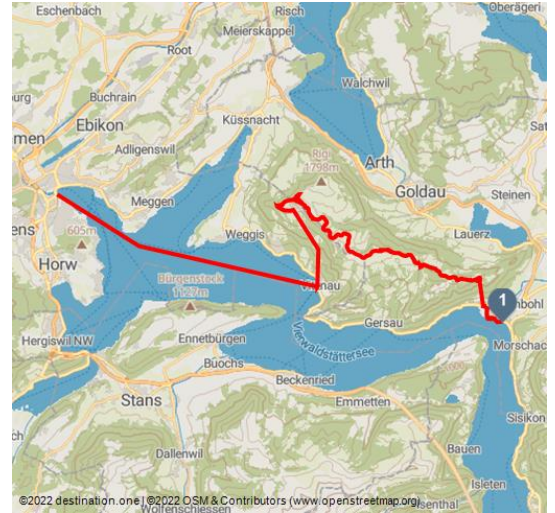 Eschenbach
Risch
Oberägeri
Meierskappel
Root
Walchwil
Buchrain
Küssnacht
Ebikon
Adligenswil
Arth
Rigi
1798m
Goldau
Steinen
Meggen
605m
Weggis
Lauerz
Horw
Bürgenstock
1127m
Hergiswil NW
Ennetbürgen
Gersau
1
Morschach
Vierwaldstättersee
Buochs
Beckenried
Stans
Emmetten
Sisikon
Bauen
Dallenwil
Isleten
Wolfenschiessen
©2022 destination.one | ©2022 OSM & Contributors (www.openstreetmap.org)